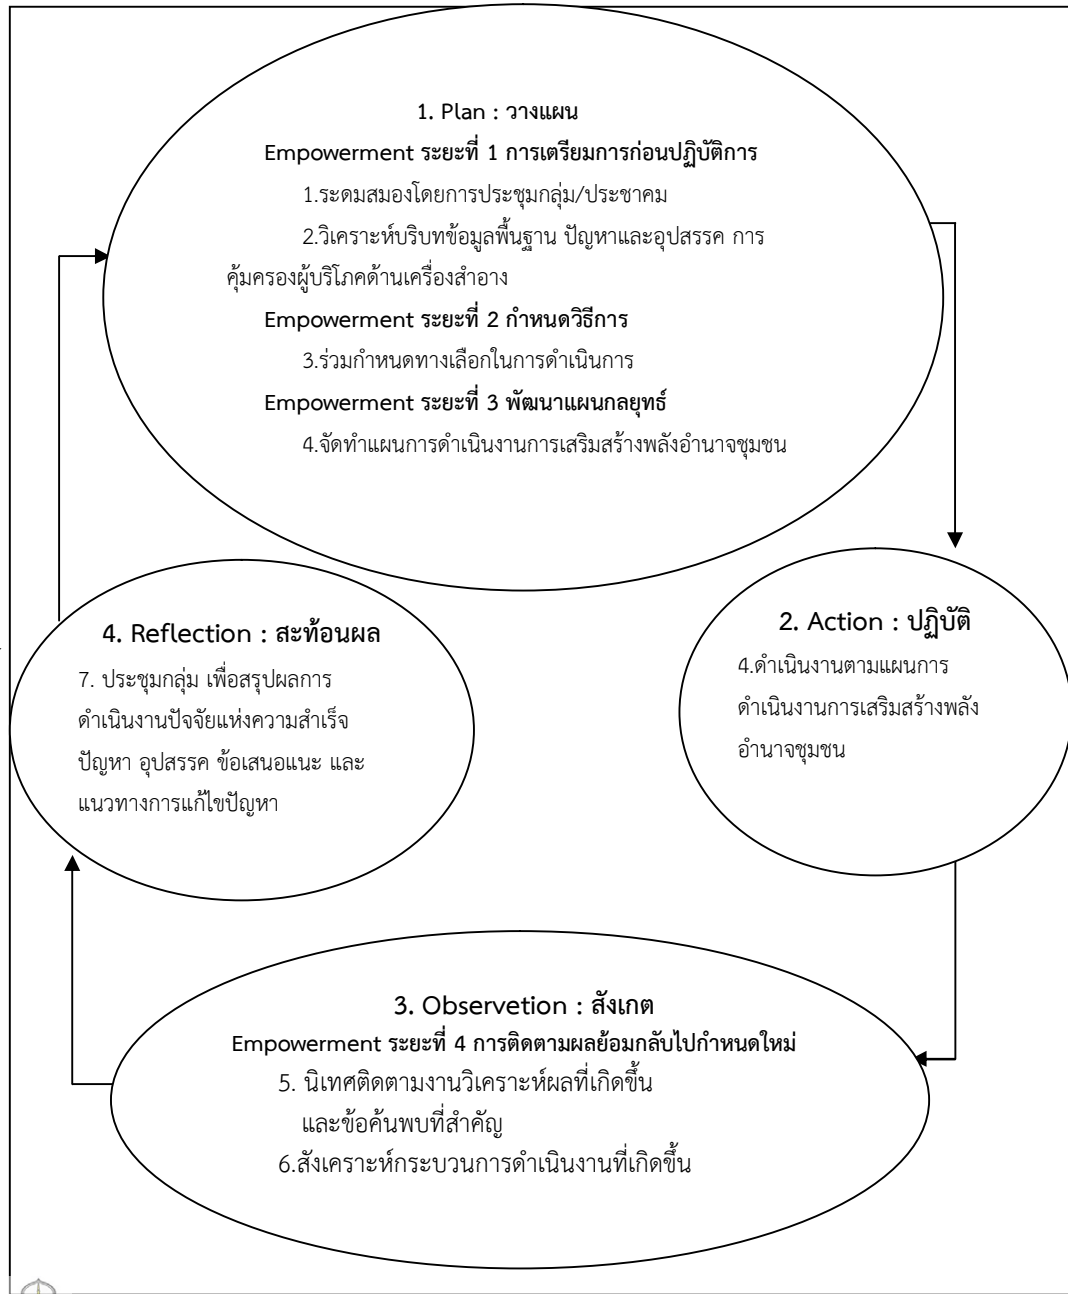 1. Plan : วางแผน
Empowerment ระยะที่ 1 การเตรียมการก่อนปฏิบัติการ
1.ระดมสมองโดยการประชุมกลุ่ม/ประชาคม
2.วิเคราะห์บริบทข้อมูลพื้นฐาน ปัญหาและอุปสรรค การ
คุ้มครองผู้บริโภคด้านเครื่องสำอาง
Empowerment ระยะที่ 2 กำหนดวิธีการ
3.ร่วมกำหนดทางเลือกในการดำเนินการ
Empowerment ระยะที่ 3 พัฒนาแผนกลยุทธ์
4.จัดทำแผนการดำเนินงานการเสริมสร้างพลังอำนาจชุมชน
2. Action : ปฏิบัติ
4.ดำเนินงานตามแผนการ
ดำเนินงานการเสริมสร้างพลัง
อำนาจชุมชน
3. Observetion : สังเกต
Empowerment ระยะที่ 4 การติดตามผลย้อมกลับไปกำหนดใหม่
5. นิเทศติดตามงานวิเคราะห์ผลที่เกิดขึ้น
และข้อค้นพบที่สำคัญ
6.สังเคราะห์กระบวนการดำเนินงานที่เกิดขึ้น
4. Reflection : สะท้อนผล
7. ประชุมกลุ่ม เพื่อสรุปผลการ
ดำเนินงานปัจจัยแห่งความสำเร็จ
ปัญหา อุปสรรค ข้อเสนอแนะ และ
แนวทางการแก้ไขปัญหา